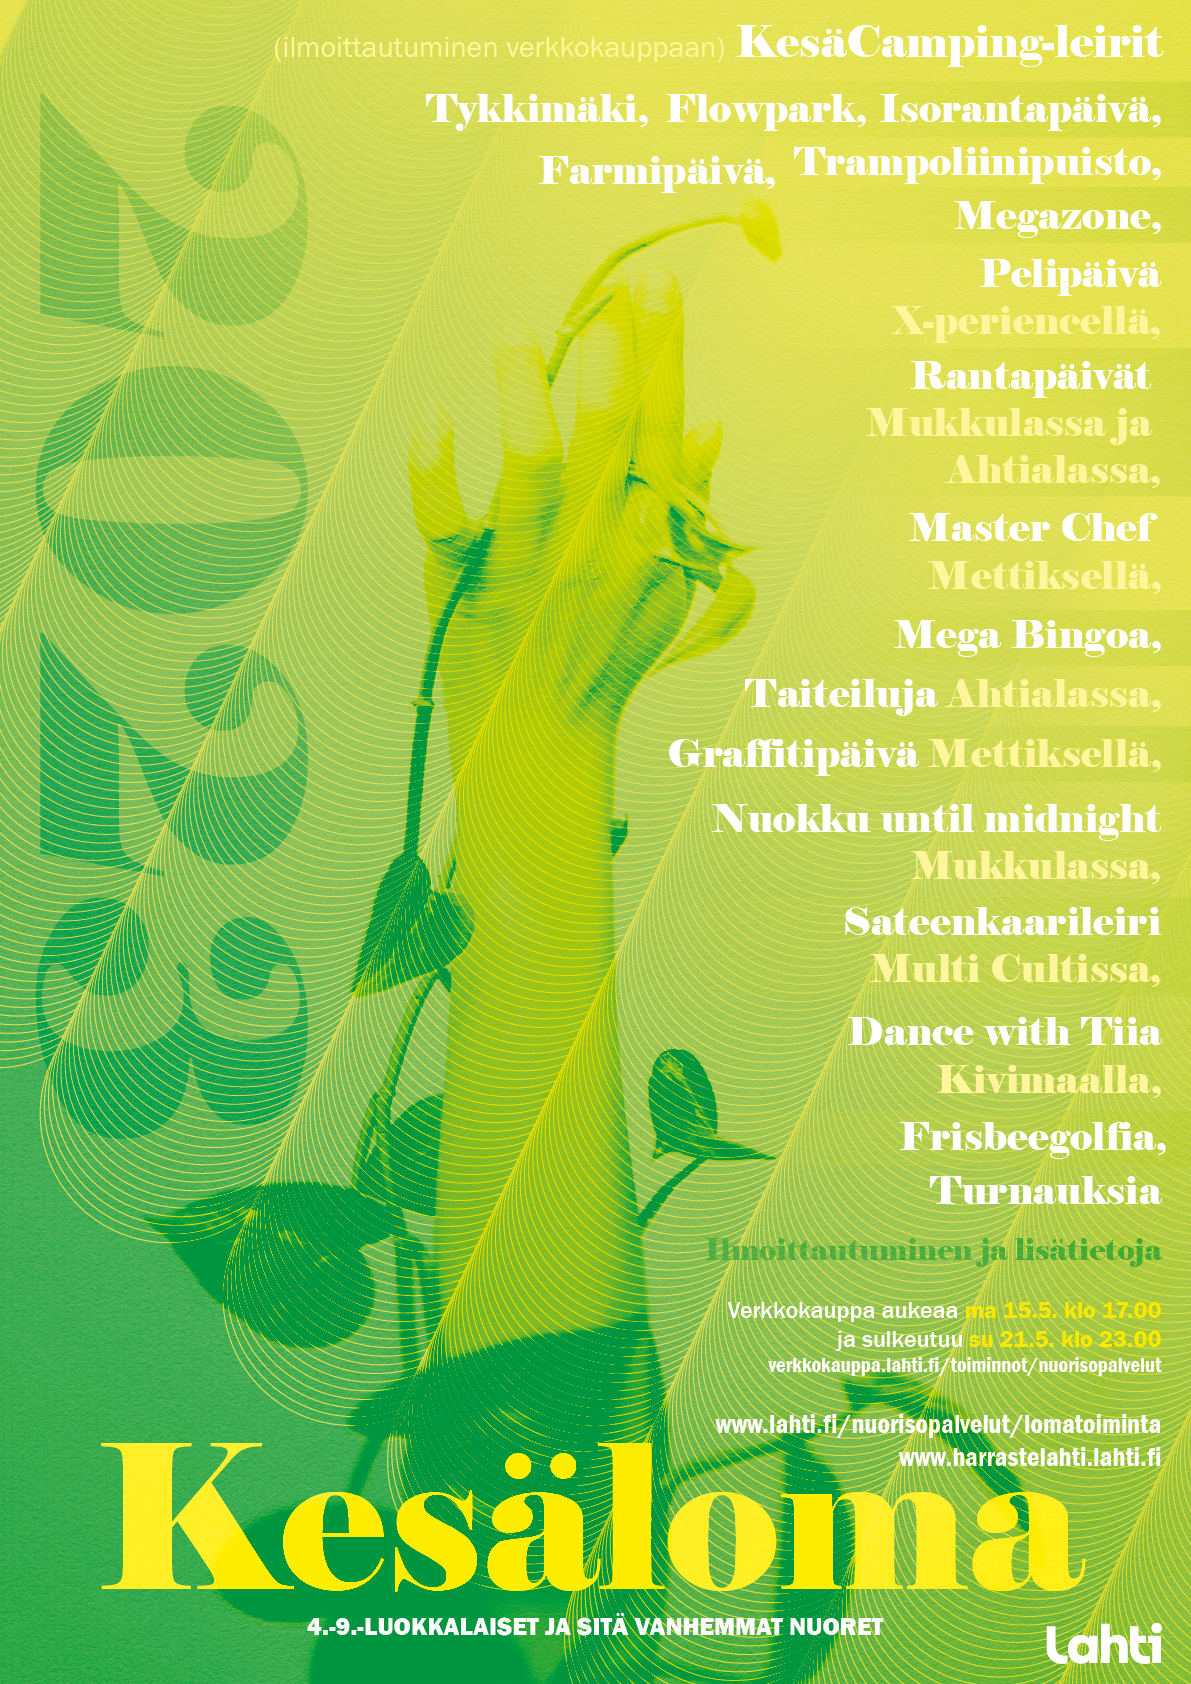 (ilmoittautuminen verkkokauppaan) KesäCamping-leirit
Tykkimäki, Flowpark, Isorantapäivä,
Farmipäivä, Trampoliinipuisto,
Megazone,
Pelipäivä
X-periencellä,
Rantapäivät
Mukkulassa ja
Ahtialassa,
Master Chef
Mettiksellä,
Mega Bingoa,
Taiteiluja Ahtialassa,
Graffitipäivä Mettiksellä,
Nuokku until midnight
Mukkulassa,
Sateenkaarileiri
Multi Cultissa,
Dance with Tiia
Kivimaalla,
Frisbeegolfia,
Turnauksia
Ilmoittautuminen ja lisätietoja
Verkkokauppa aukeaa ma 15.5. klo 17.00
ja sulkeutuu su 21.5. klo 23.00
verkkokauppa.lahti.fi/toiminnot/nuorisopalvelut
www.lahti.fi/nuorisopalvelut/lomatoiminta
www.harrastelahti.lahti.fi
2023
Kesäloma
4.-9.-LUOKKALAISET JA SITÄ VANHEMMAT NUORET
Lahti